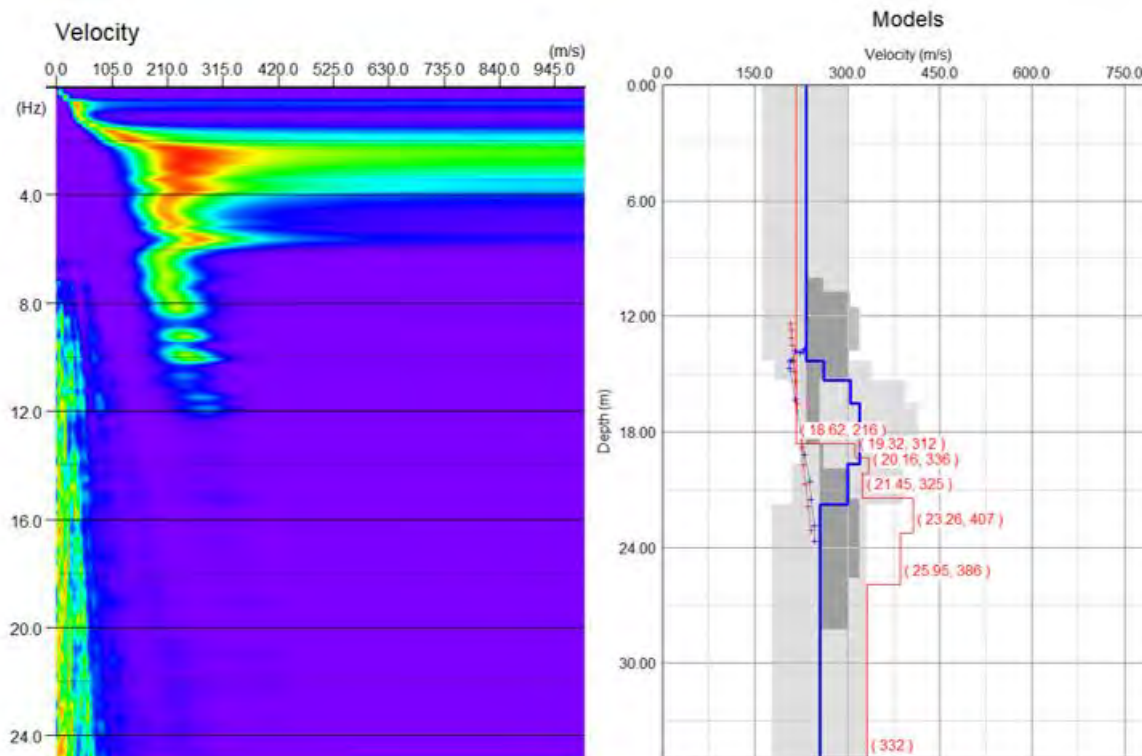 Velocity
(m/s)
0.0 105.0 210.0 315.0 420.0 525.0 630.0 735.0 840.0 945.0
(Hz)
4.0
8.0
12.0
16.0
20.0
24.0
Models
Velocity (m/s)
0.0 150.0 300.0 450.0 600.0 750.0
Depth (m)
0.00
6.00
12.00
18.00
24.00
30.00
( 18.62, 216 )
( 19.32, 312 )
( 20.16, 336 )
( 21.45, 325 )
( 23.26, 407 )
( 25.95, 386 )
( 332 )